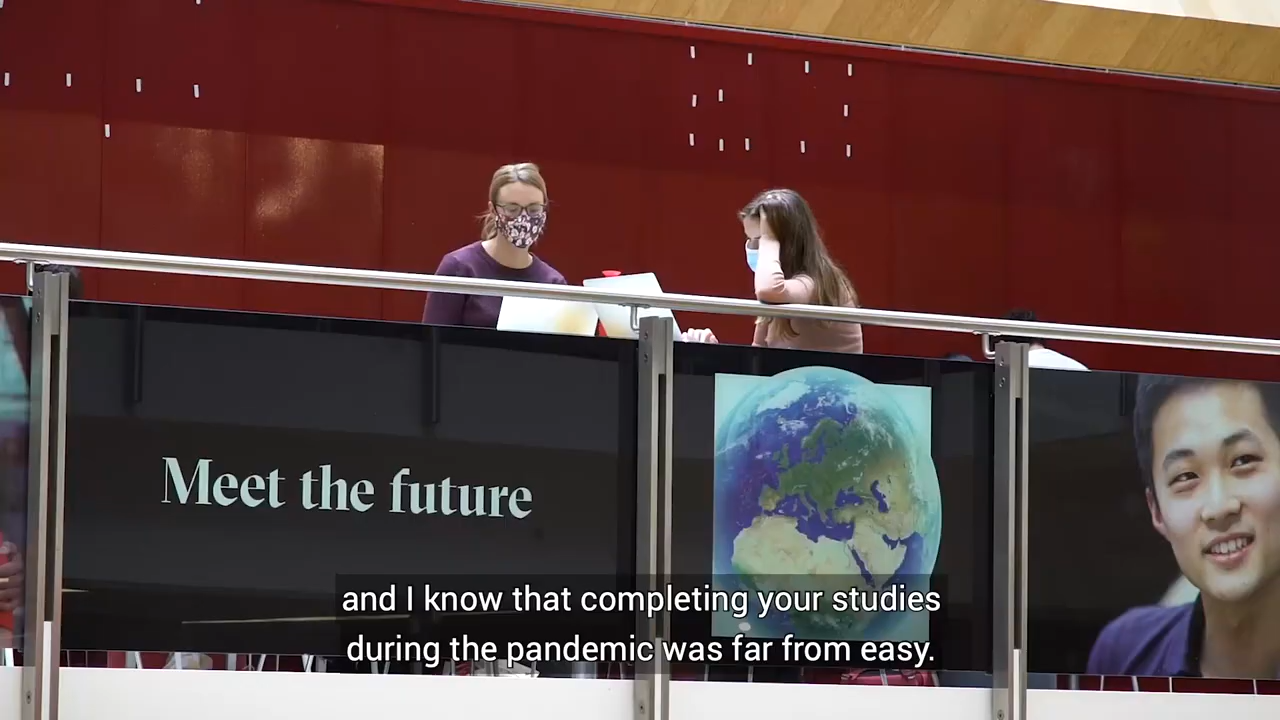 Meet the future
and I know that completing your studies
during the pandemic was far from easy.